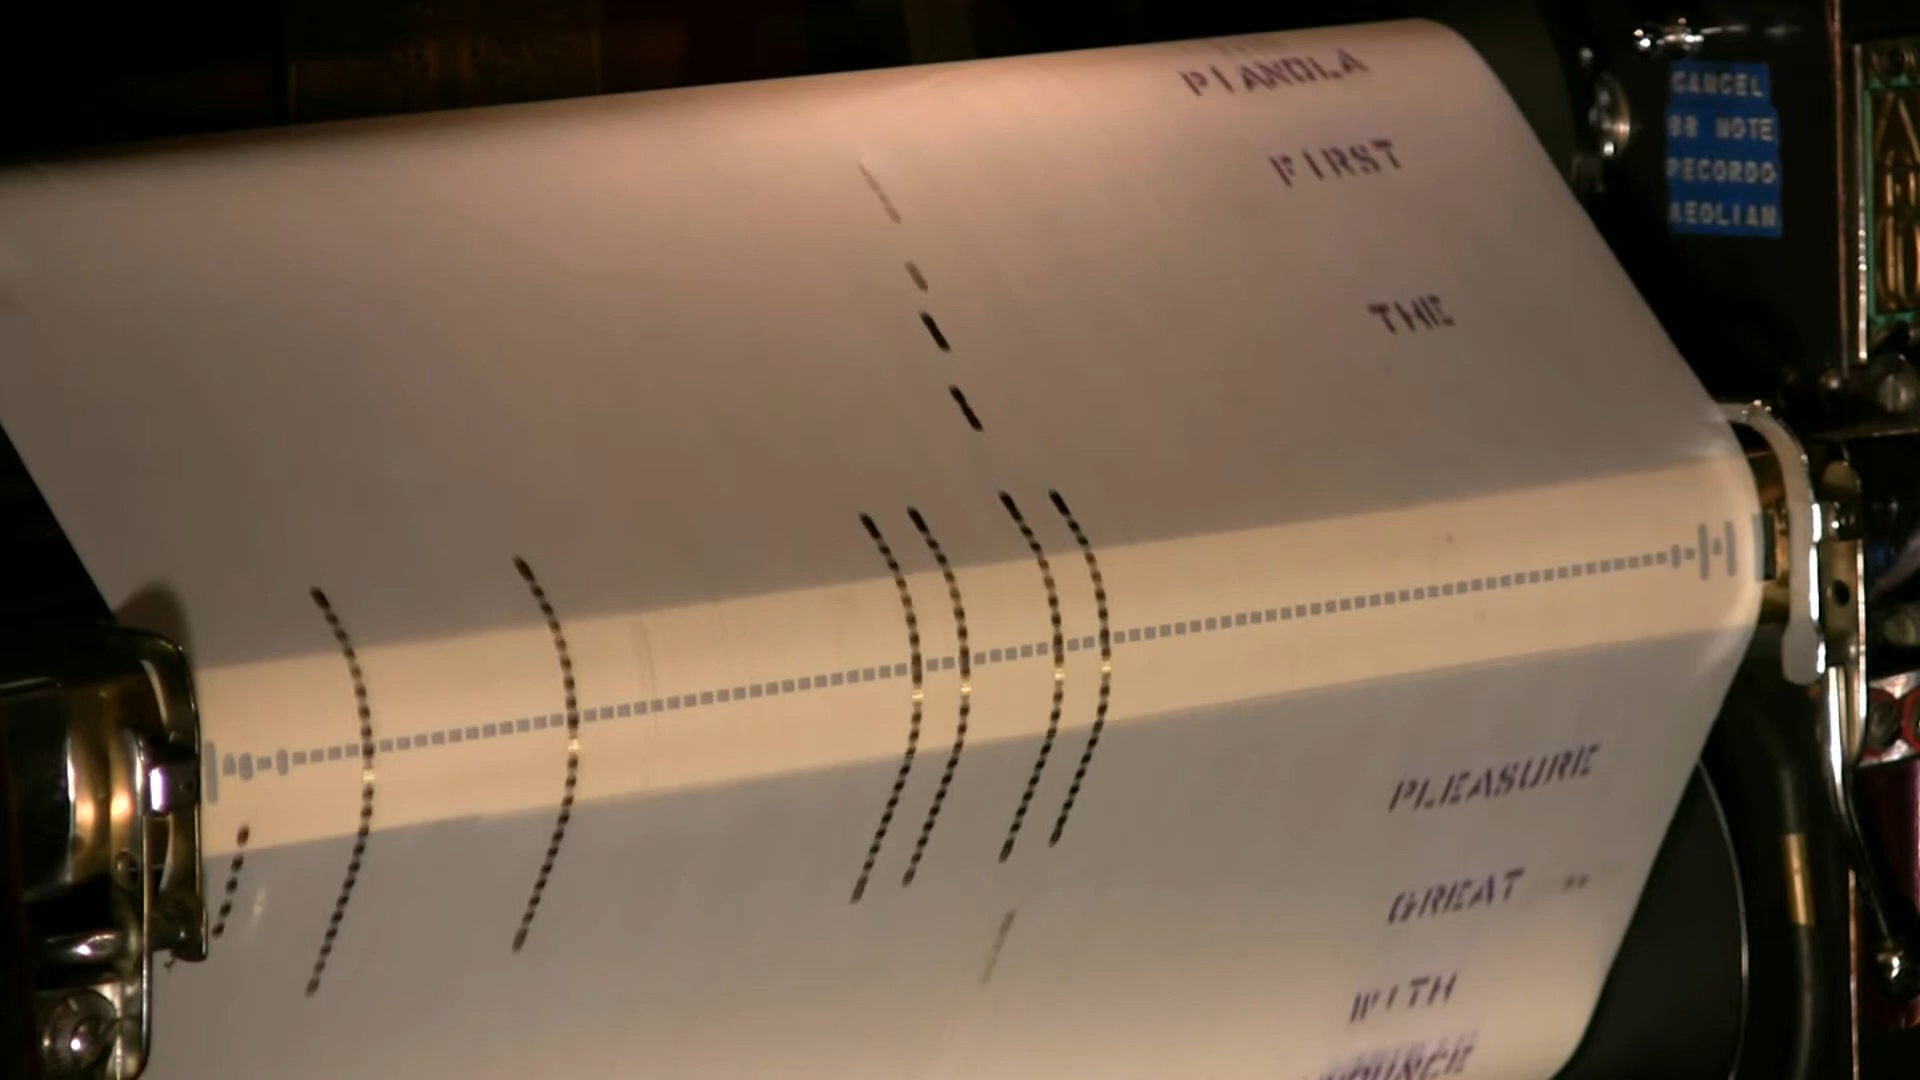 PIANOLA
FIRST
THE
PLEASURE
GREAT
WITH
CANCEL
88 NOTE
RECORDO
AEOLIAN